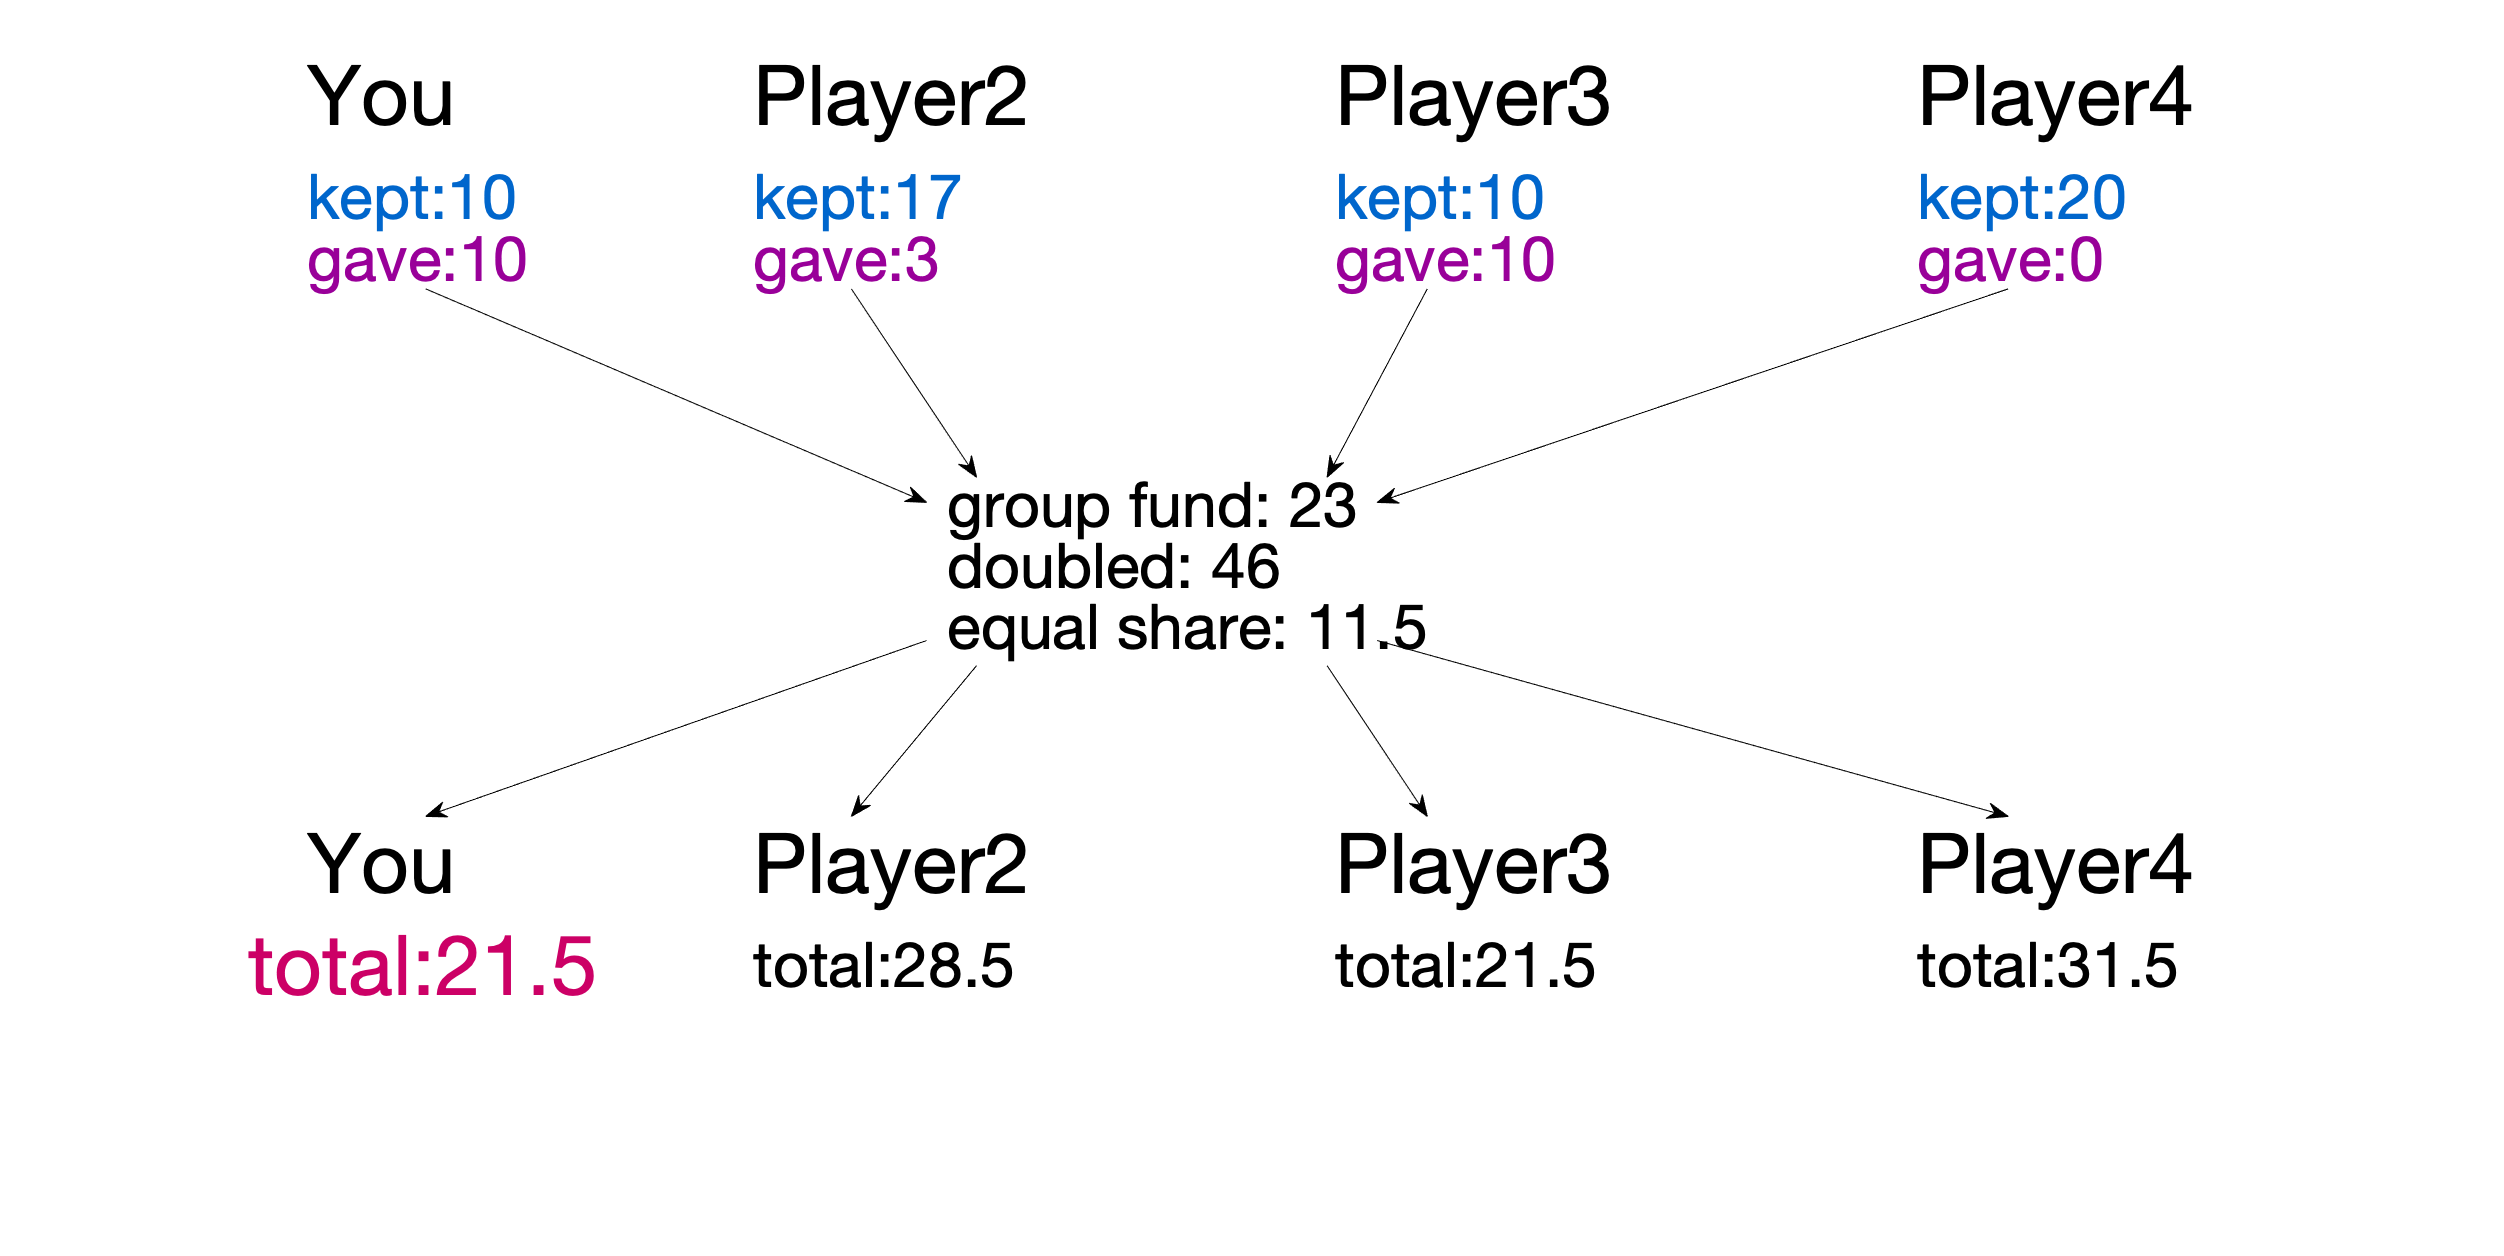 You Player2 Player3 Player4
kept:10 kept:17 kept:10 kept:20
gave:10 gave:3 gave:10 gave:0
group fund: 23
doubled: 46
equal share: 11.5
You Player2 Player3 Player4
total:21.5 total:28.5 total:21.5 total:31.5